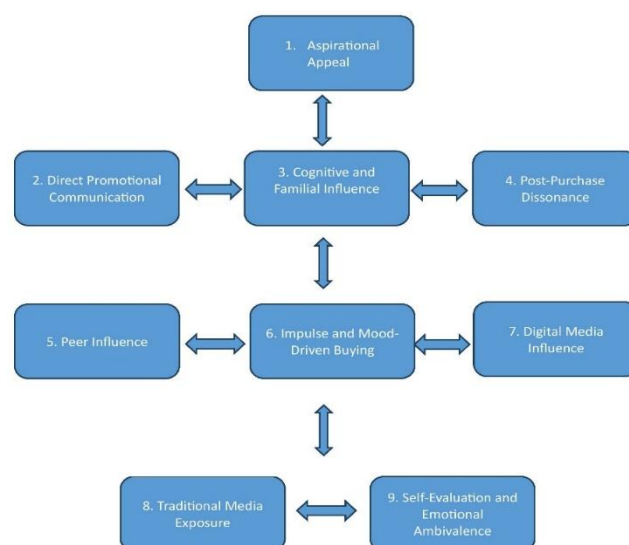 1. Aspirational
Appeal
2. Direct Promotional
Communication
3. Cognitive and
Familial Influence
4. Post-Purchase
Dissonance
5. Peer Influence
6. Impulse and Mood-
Driven Buying
7. Digital Media
Influence
8. Traditional Media
Exposure
9. Self-Evaluation and
Emotional
Ambivalence